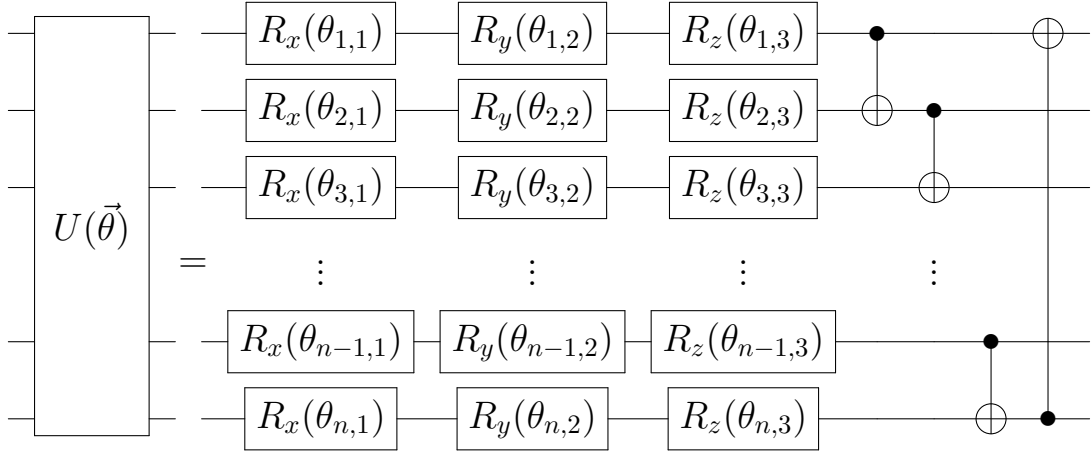 R_x(θ_{1,1}) R_y(θ_{1,2}) R_z(θ_{1,3})
R_x(θ_{2,1}) R_y(θ_{2,2}) R_z(θ_{2,3})
R_x(θ_{3,1}) R_y(θ_{3,2}) R_z(θ_{3,3})
U(\vec{θ}) = ⋮ ⋮ ⋮ ⋮
R_x(θ_{n−1,1}) R_y(θ_{n−1,2}) R_z(θ_{n−1,3})
R_x(θ_{n,1}) R_y(θ_{n,2}) R_z(θ_{n,3})